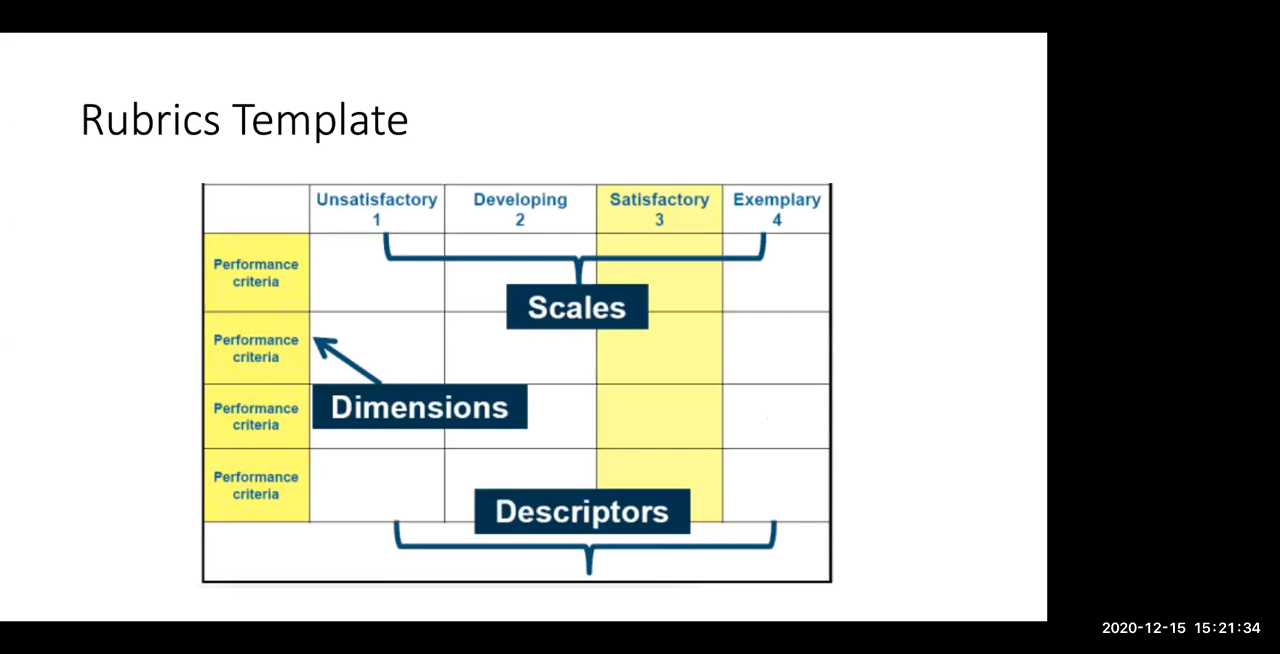 Rubrics Template
Unsatisfactory Developing Satisfactory Exemplary
1 2 3 4
Performance
criteria
Scales
Performance
criteria
Dimensions
Performance
criteria
Performance
criteria
Descriptors
2020-12-15 15:21:34